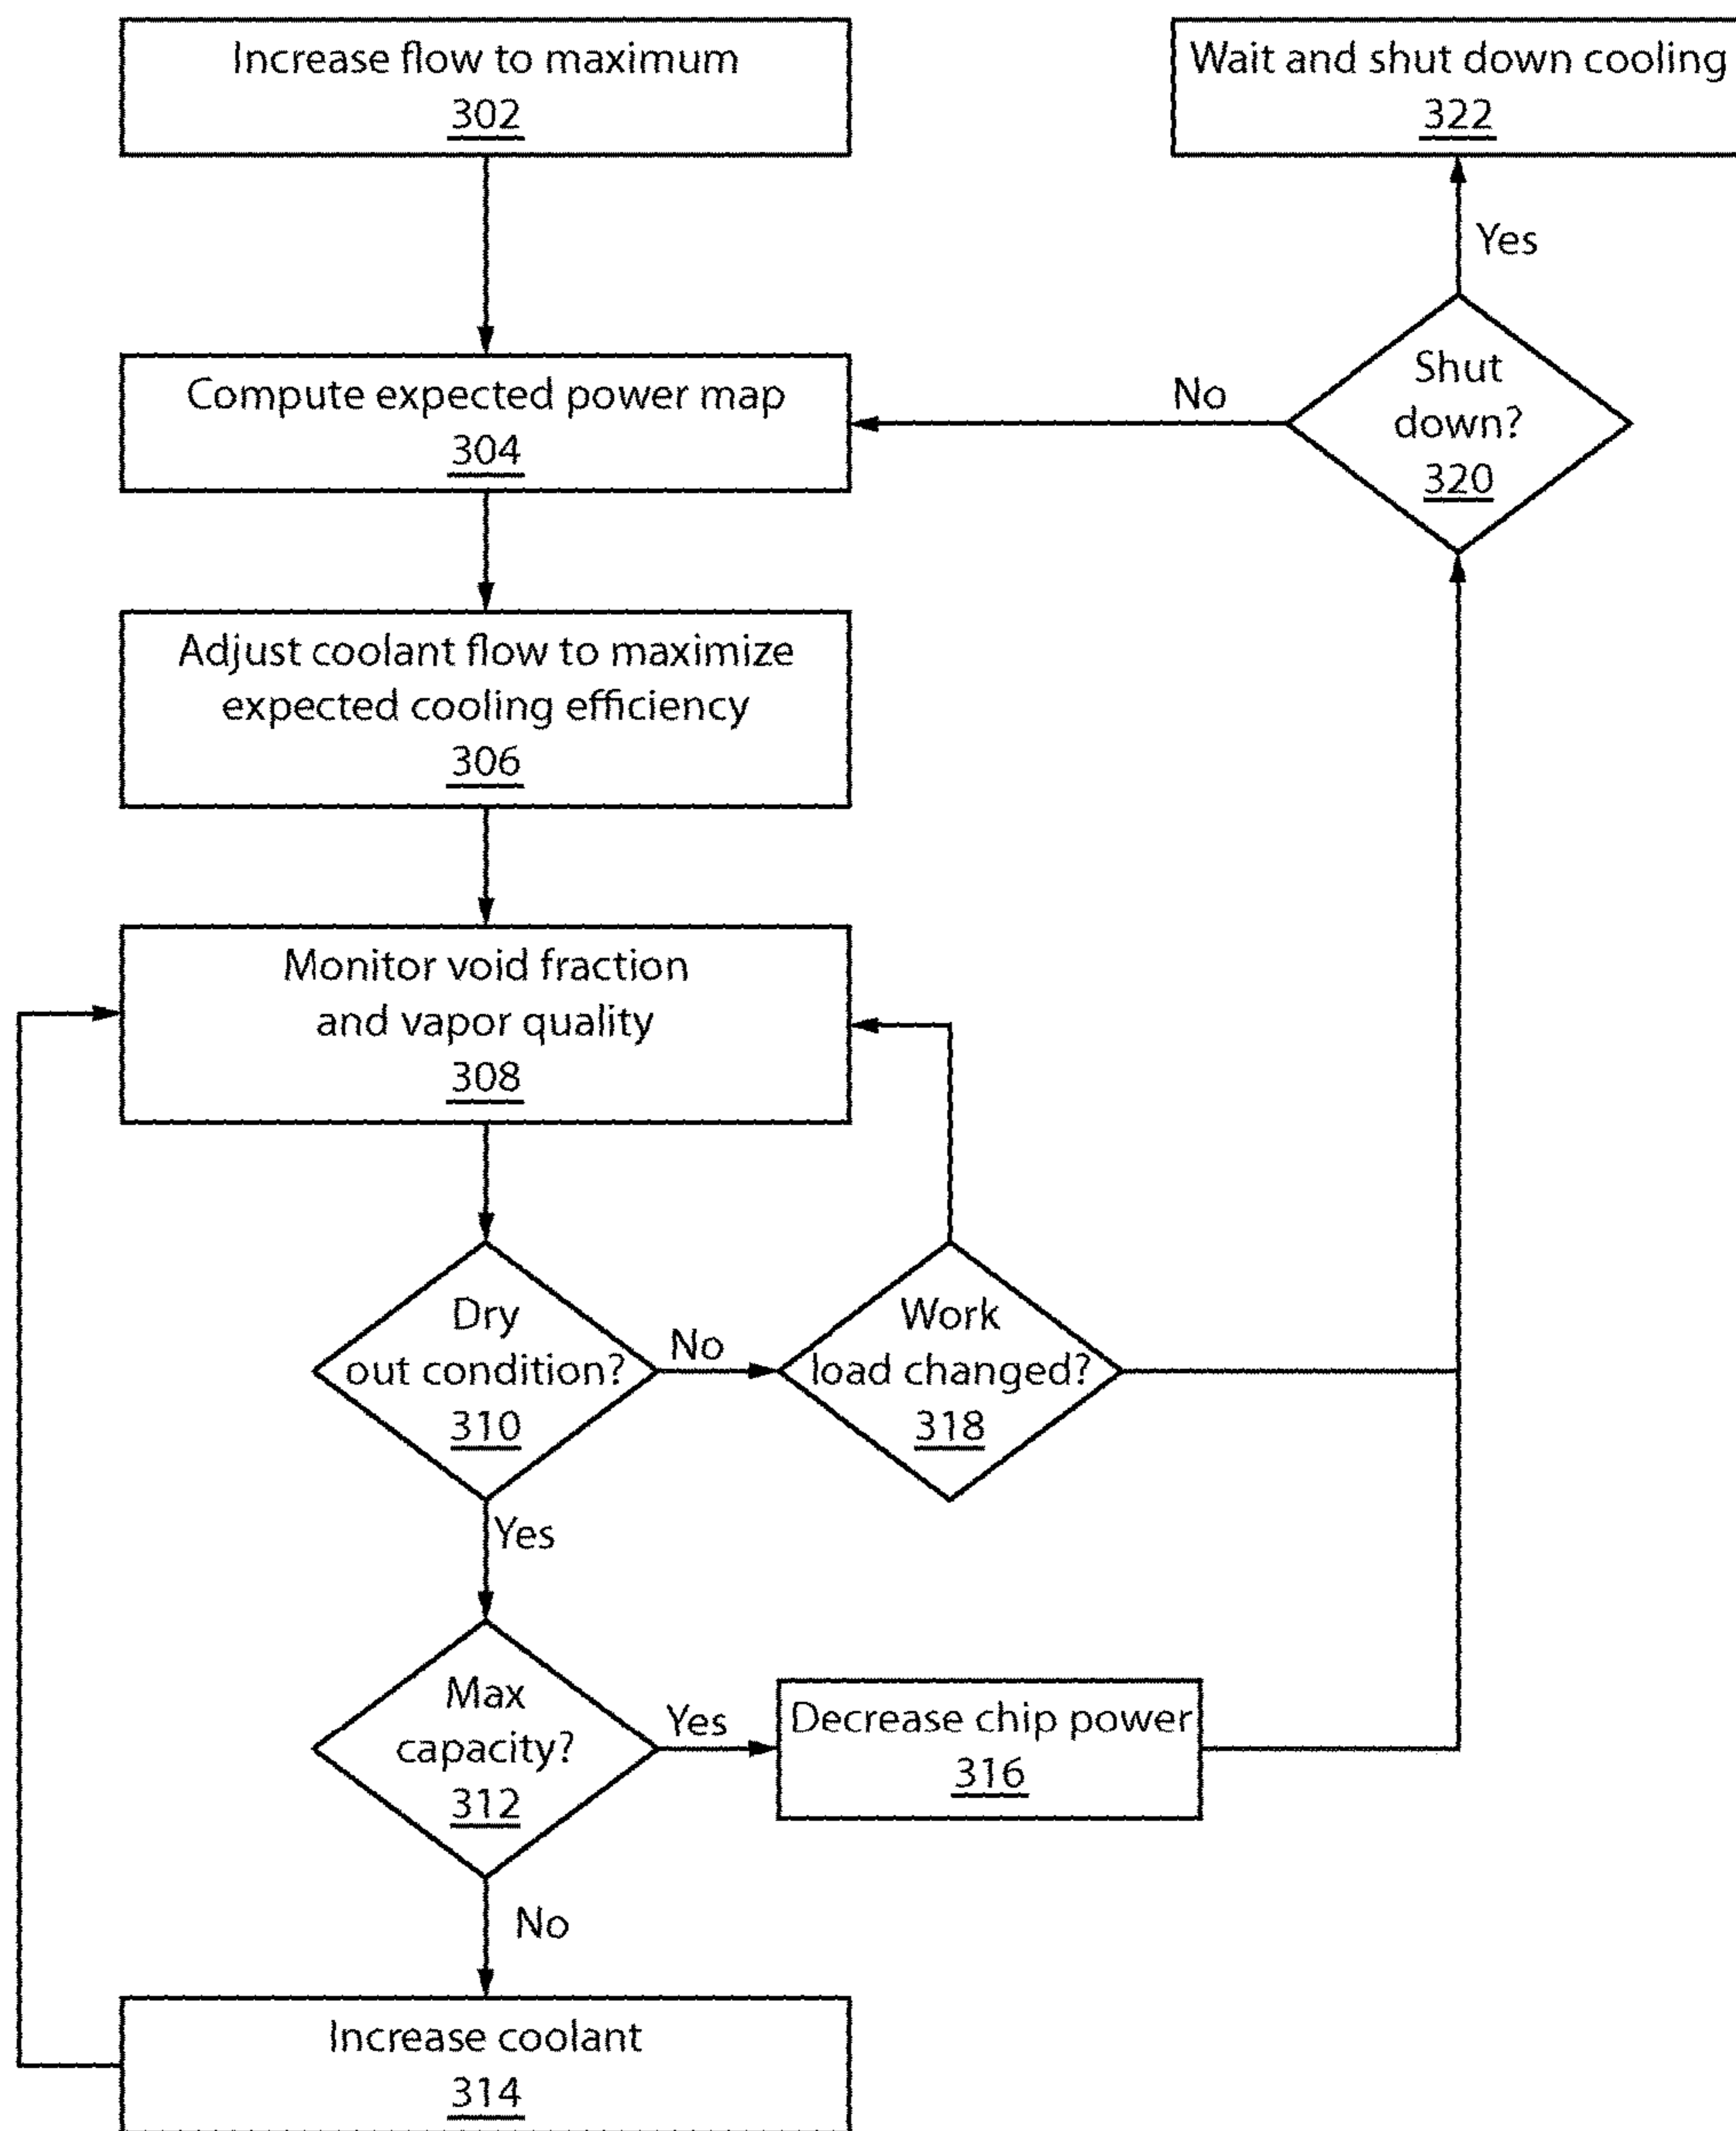 Increase flow to maximum
302
Wait and shut down cooling
322
Yes
Shut
down?
320
No
Compute expected power map
304
Adjust coolant flow to maximize
expected cooling efficiency
306
Monitor void fraction
and vapor quality
308
Dry
out condition?
310
No
Work
load changed?
318
Yes
Max
capacity?
312
Yes
Decrease chip power
316
No
Increase coolant
314